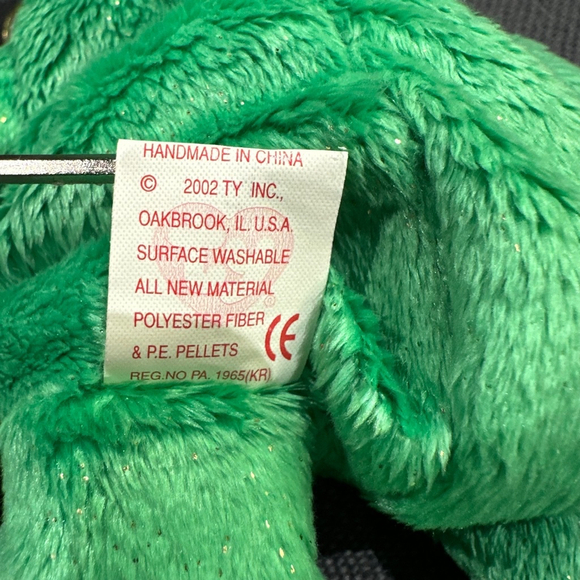 HANDMADE IN CHINA
© 2002 TY INC.,
OAKBROOK, IL. U.S.A.
SURFACE WASHABLE
ALL NEW MATERIAL
POLYESTER FIBER
& P.E. PELLETS CE
REG.NO PA. 1965(KR)